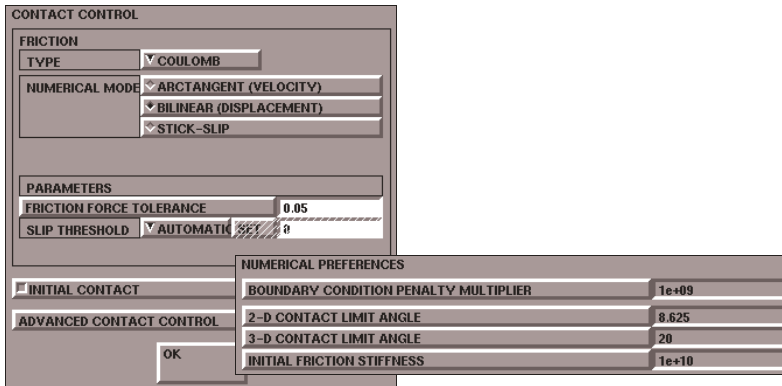 CONTACT CONTROL
FRICTION
TYPE COULOMB
NUMERICAL MODE ARCTANGENT (VELOCITY)
BILINEAR (DISPLACEMENT)
STICK-SLIP
PARAMETERS
FRICTION FORCE TOLERANCE 0.05
SLIP THRESHOLD AUTOMATIC SET 0
INITIAL CONTACT
ADVANCED CONTACT CONTROL
OK
NUMERICAL PREFERENCES
BOUNDARY CONDITION PENALTY MULTIPLIER 1e+09
2-D CONTACT LIMIT ANGLE 8.625
3-D CONTACT LIMIT ANGLE 20
INITIAL FRICTION STIFFNESS 1e+10